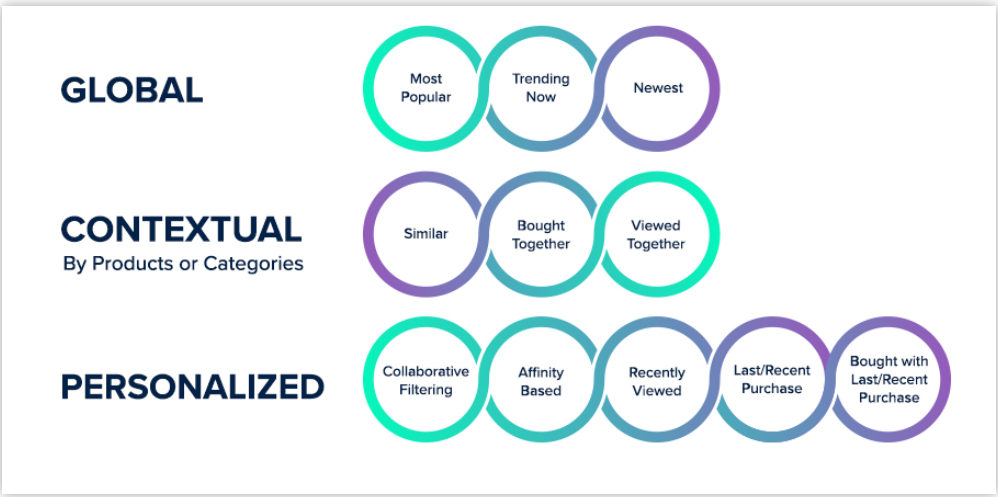 GLOBAL
Most
Popular
Trending
Now
Newest
CONTEXTUAL
By Products or Categories
Similar
Bought
Together
Viewed
Together
PERSONALIZED
Collaborative
Filtering
Affinity
Based
Recently
Viewed
Last/Recent
Purchase
Bought with
Last/Recent
Purchase